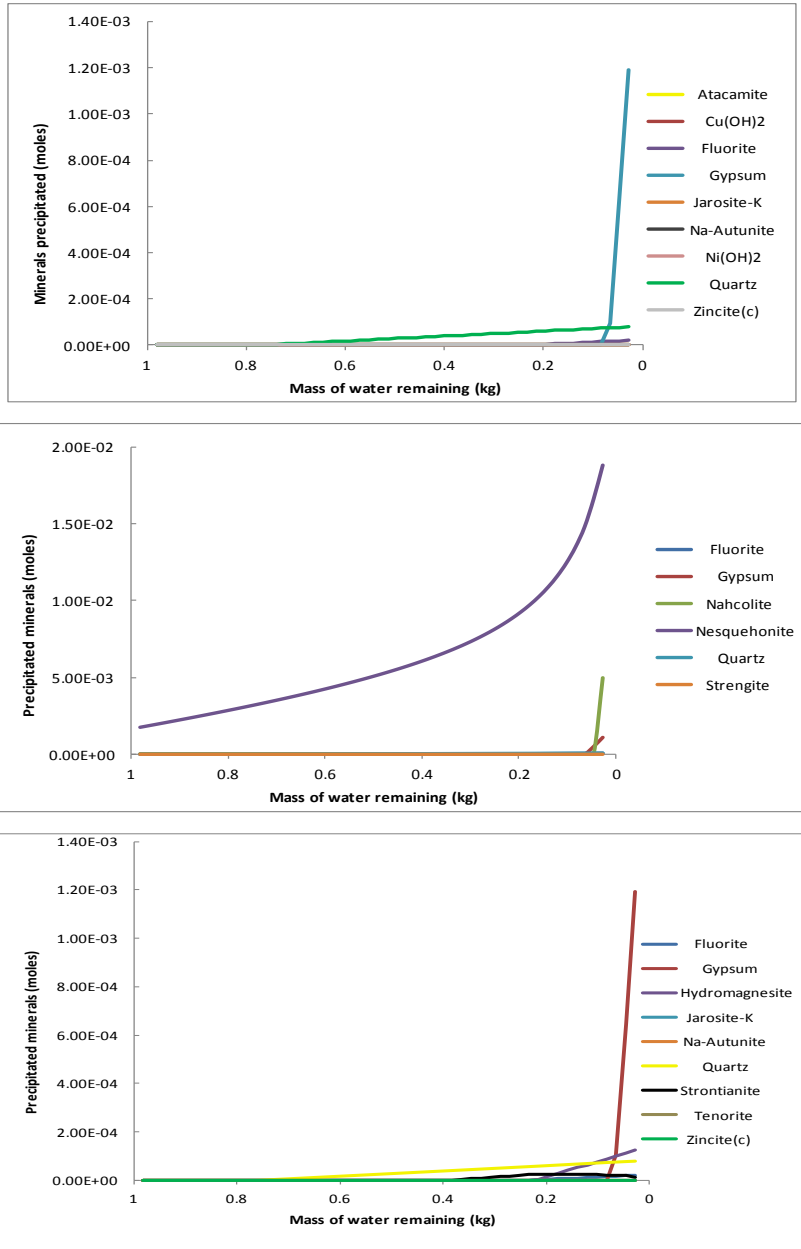 1.40E-03
1.20E-03
1.00E-03
8.00E-04
6.00E-04
4.00E-04
2.00E-04
0.00E+00
Minerals precipitated (moles)
1 0.8 0.6 0.4 0.2 0
Mass of water remaining (kg)
Atacamite
Cu(OH)2
Fluorite
Gypsum
Jarosite-K
Na-Autunite
Ni(OH)2
Quartz
Zincite(c)
2.00E-02
1.50E-02
1.00E-02
5.00E-03
0.00E+00
Precipitated minerals (moles)
1 0.8 0.6 0.4 0.2 0
Mass of water remaining (kg)
Fluorite
Gypsum
Nahcolite
Nesquehonite
Quartz
Strengite
1.40E-03
1.20E-03
1.00E-03
8.00E-04
6.00E-04
4.00E-04
2.00E-04
0.00E+00
Precipitated minerals (moles)
1 0.8 0.6 0.4 0.2 0
Mass of water remaining (kg)
Fluorite
Gypsum
Hydromagnesite
Jarosite-K
Na-Autunite
Quartz
Strontianite
Tenorite
Zincite(c)